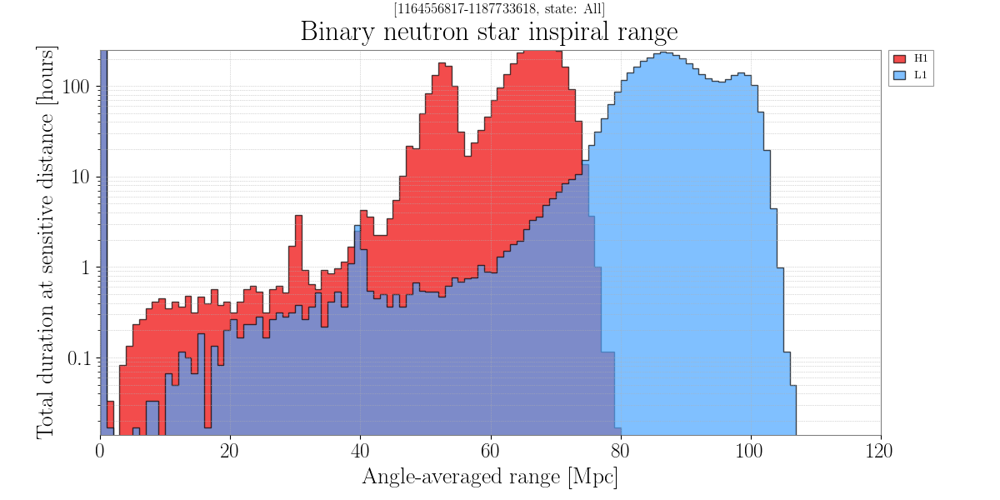 [1164556817-1187733618, state: All]
Binary neutron star inspiral range
H1
L1
Total duration at sensitive distance [hours]
100
10
1
0.1
0
20
40
60
80
100
120
Angle-averaged range [Mpc]